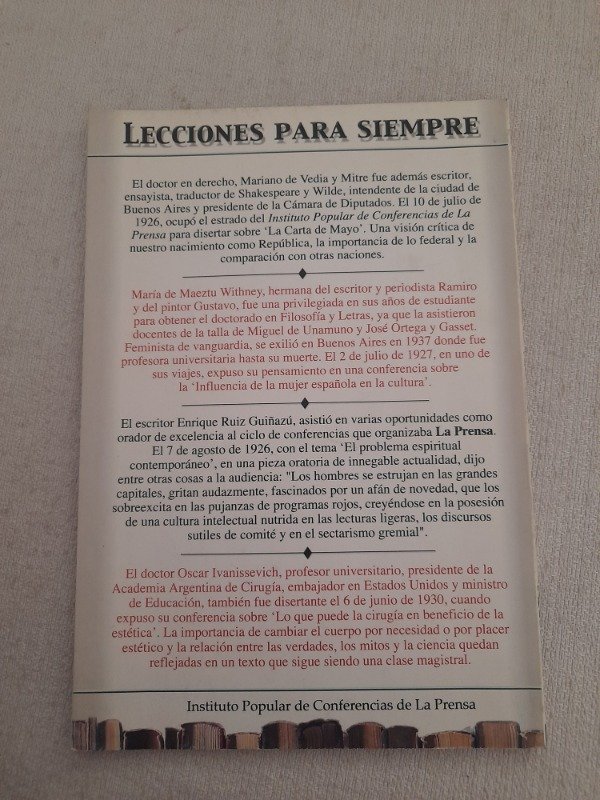 LECCIONES PARA SIEMPRE
El doctor en derecho, Mariano de Vedia y Mitre fue además escritor,
ensayista, traductor de Shakespeare y Wilde, intendente de la ciudad de
Buenos Aires y presidente de la Cámara de Diputados. El 10 de julio de
1926, ocupó el estrado del Instituto Popular de Conferencias de La
Prensa para disertar sobre ‘La Carta de Mayo’. Una visión crítica de
nuestro nacimiento como República, la importancia de lo federal y la
comparación con otras naciones.
María de Maeztu Withney, hermana del escritor y periodista Ramiro
y del pintor Gustavo, fue una privilegiada en sus años de estudiante
para obtener el doctorado en Filosofía y Letras, ya que la asistieron
docentes de la talla de Miguel de Unamuno y José Ortega y Gasset.
Feminista de vanguardia, se exilió en Buenos Aires en 1937 donde fue
profesora universitaria hasta su muerte. El 2 de julio de 1927, en uno de
sus viajes, expuso su pensamiento en una conferencia sobre
la ‘Influencia de la mujer española en la cultura’.
El escritor Enrique Ruiz Guiñazú, asistió en varias oportunidades como
orador de excelencia al ciclo de conferencias que organizaba La Prensa.
El 7 de agosto de 1926, con el tema ‘El problema espiritual
contemporáneo’, en una pieza oratoria de innegable actualidad, dijo
entre otras cosas a la audiencia: "Los hombres se estrujan en las grandes
capitales, gritan audazmente, fascinados por un afán de novedad, que los
sobreexcita en las pujanzas de programas rojos, creyéndose en la posesión
de una cultura intelectual nutrida en las lecturas ligeras, los discursos
sutiles de comité y en el sectarismo gremial".
El doctor Oscar Ivanissevich, profesor universitario, presidente de la
Academia Argentina de Cirugía, embajador en Estados Unidos y ministro
de Educación, también fue disertante el 6 de junio de 1930, cuando
expuso su conferencia sobre ‘Lo que puede la cirugía en beneficio de la
estética’. La importancia de cambiar el cuerpo por necesidad o por placer
estético y la relación entre las verdades, los mitos y la ciencia quedan
reflejadas en un texto que sigue siendo una clase magistral.
Instituto Popular de Conferencias de La Prensa